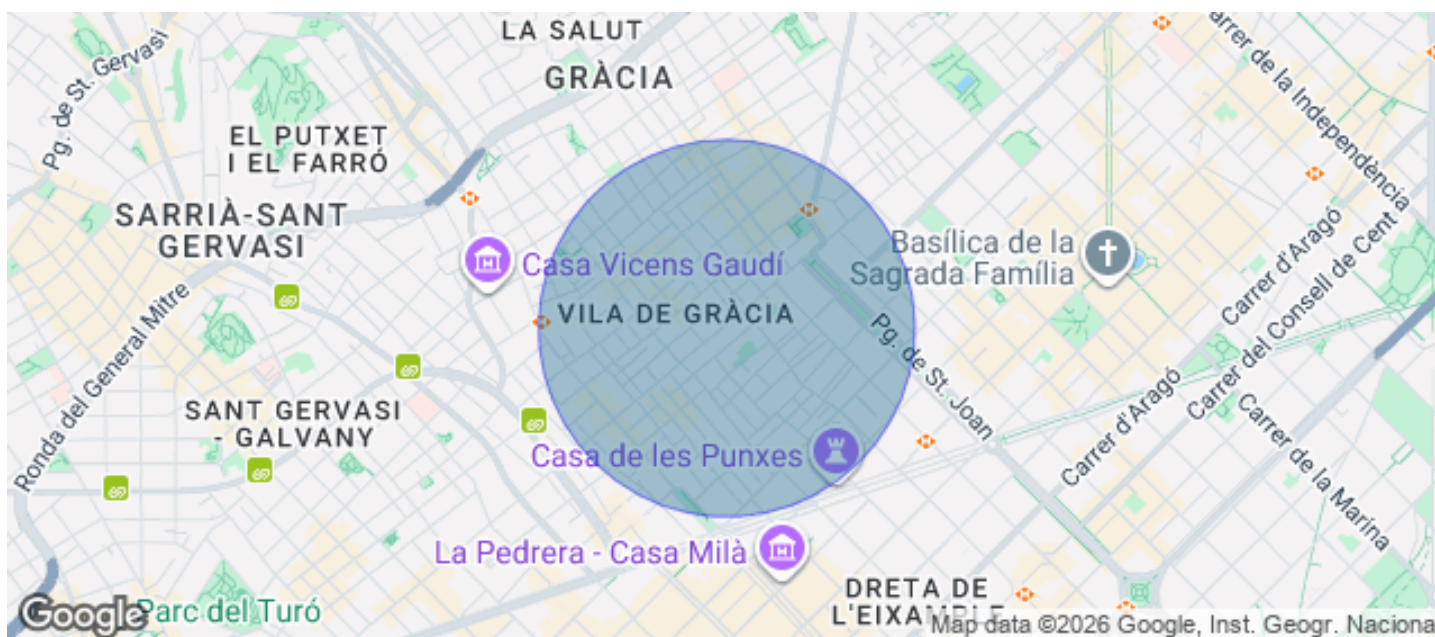 LA SALUT
GRÀCIA
Pg. de St. Gervasi
EL PUTXET
I EL FARRÓ
SARRIÀ-SANT
GERVASI
Carrer de la Independència
Casa Vicens Gaudí
Basílica de la
Sagrada Família
VILA DE GRÀCIA
Pg. de St. Joan
Carrer d'Aragó
Carrer del Consell de Cent
Ronda del General Mitre
SANT GERVASI
- GALVANY
Casa de les Punxes
Carrer d'Aragó
Carrer de la Marina
La Pedrera - Casa Milà
DRETA DE
L'EIXAMPLE
Parc del Turó
Google
Map data ©2026 Google, Inst. Geogr. Naciona